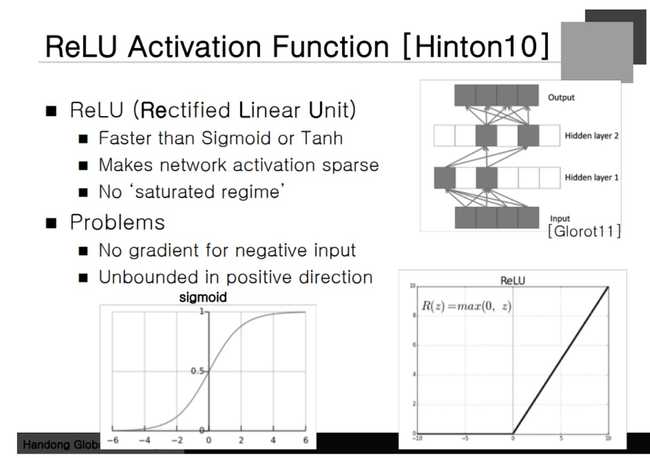 ReLU Activation Function [Hinton10]
■ ReLU (Rectified Linear Unit)
■ Faster than Sigmoid or Tanh
■ Makes network activation sparse
■ No ‘saturated regime’
■ Problems
■ No gradient for negative input
■ Unbounded in positive direction
Output
Hidden layer 2
Hidden layer 1
Input
[Glorot11]
sigmoid
1
0.5
0
-6 -4 -2 0 2 4 6
ReLU
R(z)=max(0, z)
10
8
6
4
2
0
-10 -5 0 5 10
Handong